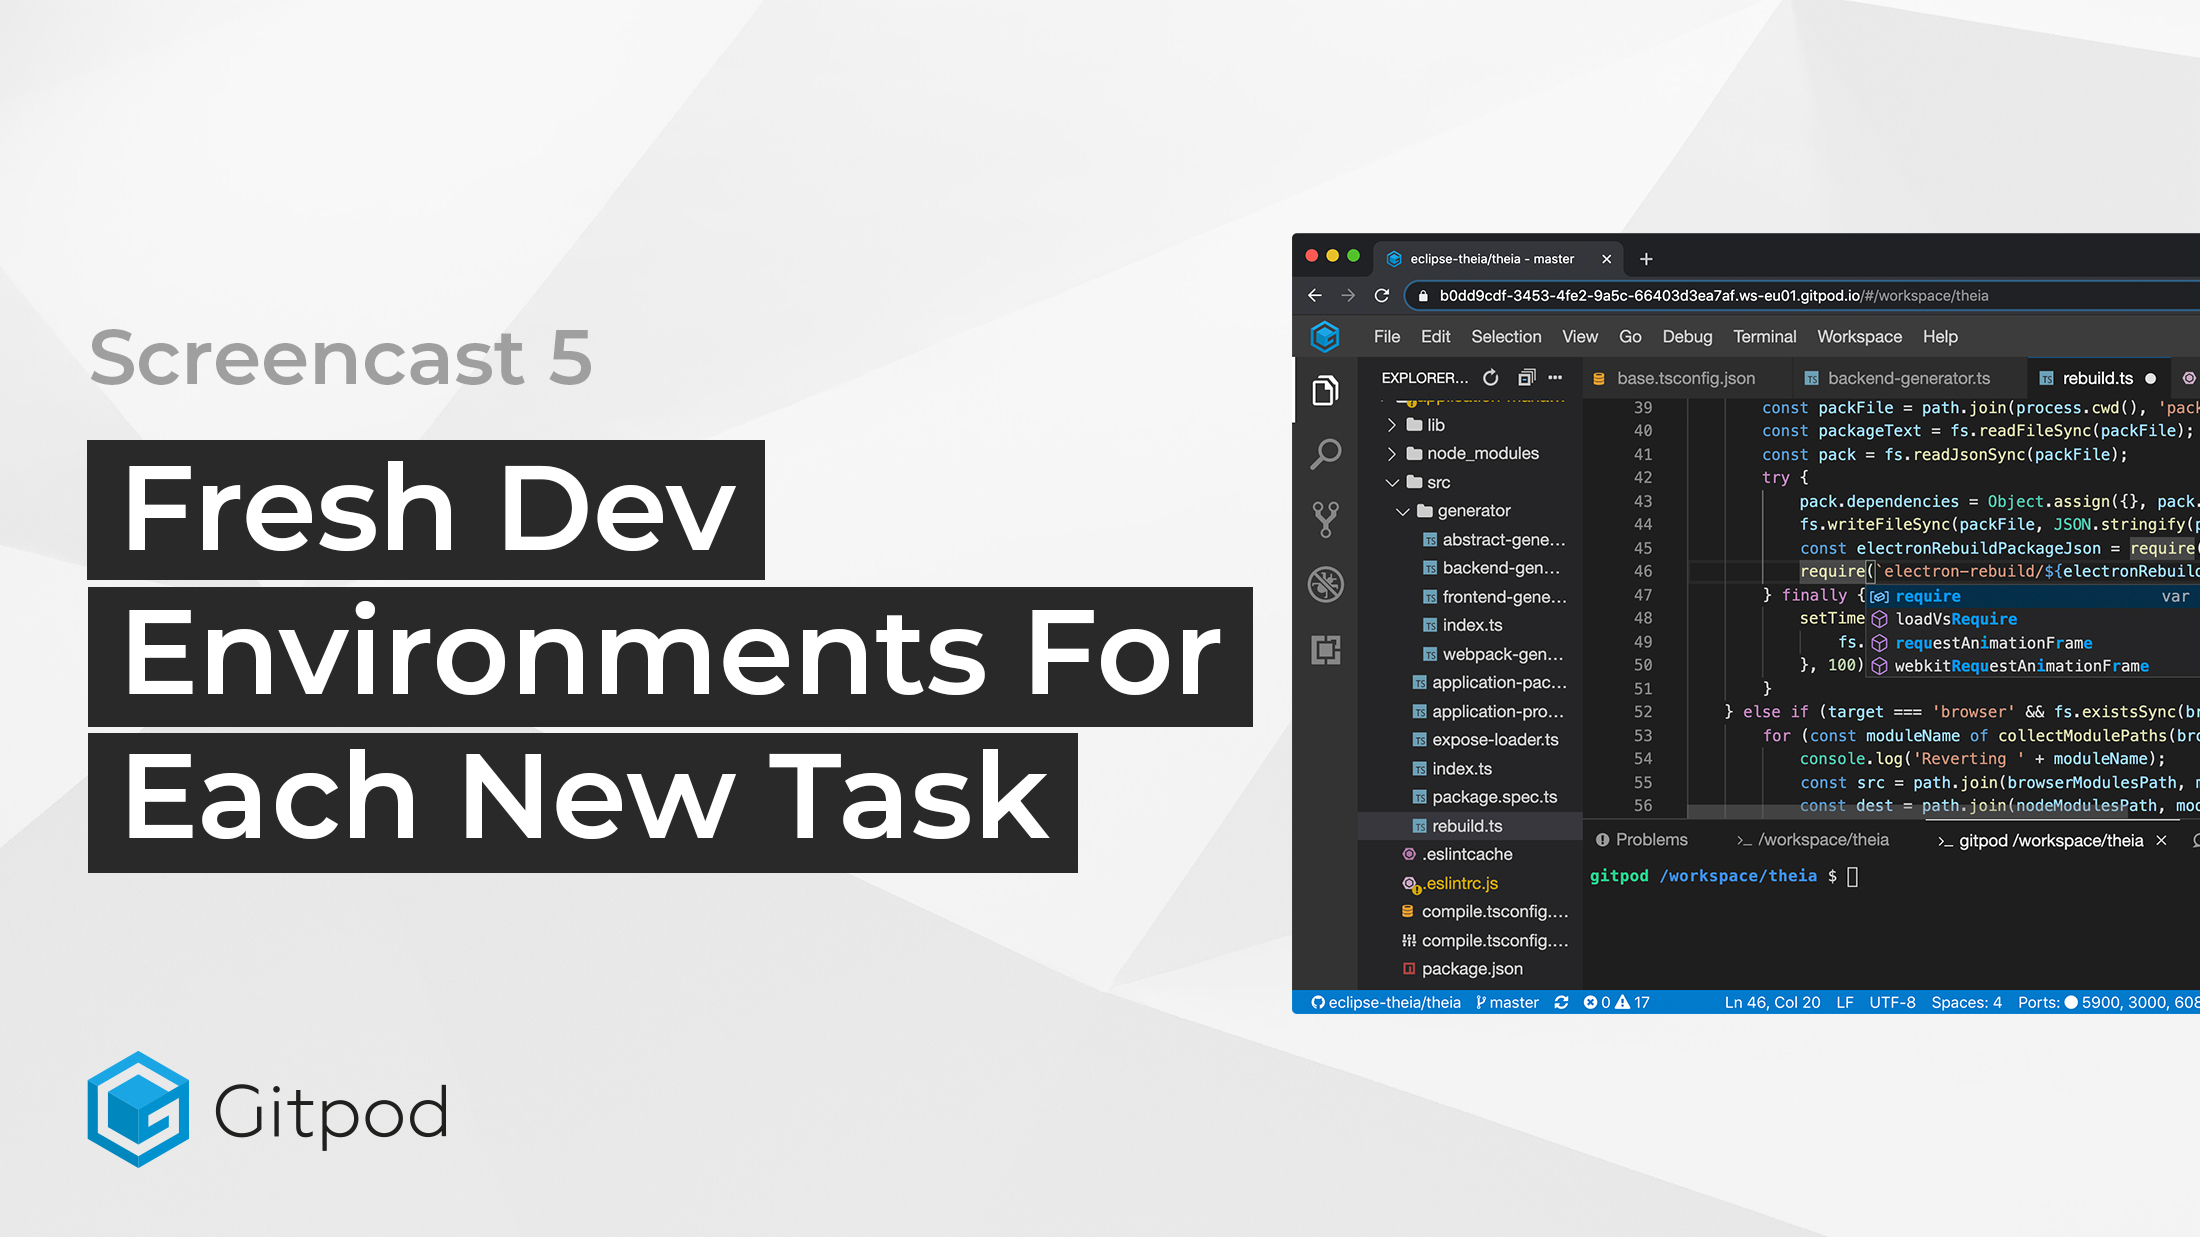 Screencast 5
Fresh Dev
Environments For
Each New Task
Gitpod
eclipse-theia/theia - master
b0dd9cdf-3453-4fe2-9a5c-66403d3ea7af.ws-eu01.gitpod.io/#/workspace/theia
File Edit Selection View Go Debug Terminal Workspace Help
EXPLORER...
lib
node_modules
src
generator
abstract-gene...
backend-gen...
frontend-gene...
index.ts
webpack-gen...
application-pac...
application-pro...
expose-loader.ts
index.ts
package.spec.ts
rebuild.ts
.eslintcache
.eslintrc.js
compile.tsconfig....
compile.tsconfig....
package.json
base.tsconfig.json backend-generator.ts rebuild.ts
39 const packFile = path.join(process.cwd(), 'pack
40 const packageText = fs.readFileSync(packFile);
41 const pack = fs.readJsonSync(packFile);
42 try {
43 pack.dependencies = Object.assign({}, pack.
44 fs.writeFileSync(packFile, JSON.stringify(p
45 const electronRebuildPackageJson = require(
46 require(`electron-rebuild/${electronRebuild
47 } finally {
48 setTime
49 fs.
50 }, 100)
51 }
52 } else if (target === 'browser' && fs.existsSync(br
53 for (const moduleName of collectModulePaths(bro
54 console.log('Reverting ' + moduleName);
55 const src = path.join(browserModulesPath, m
56 const dest = path.join(nodeModulesPath, mod
require var
loadVsRequire
requestAnimationFrame
webkitRequestAnimationFrame
Problems >_ /workspace/theia >_ gitpod /workspace/theia
gitpod /workspace/theia $
eclipse-theia/theia master 0 17 Ln 46, Col 20 LF UTF-8 Spaces: 4 Ports: 5900, 3000, 608